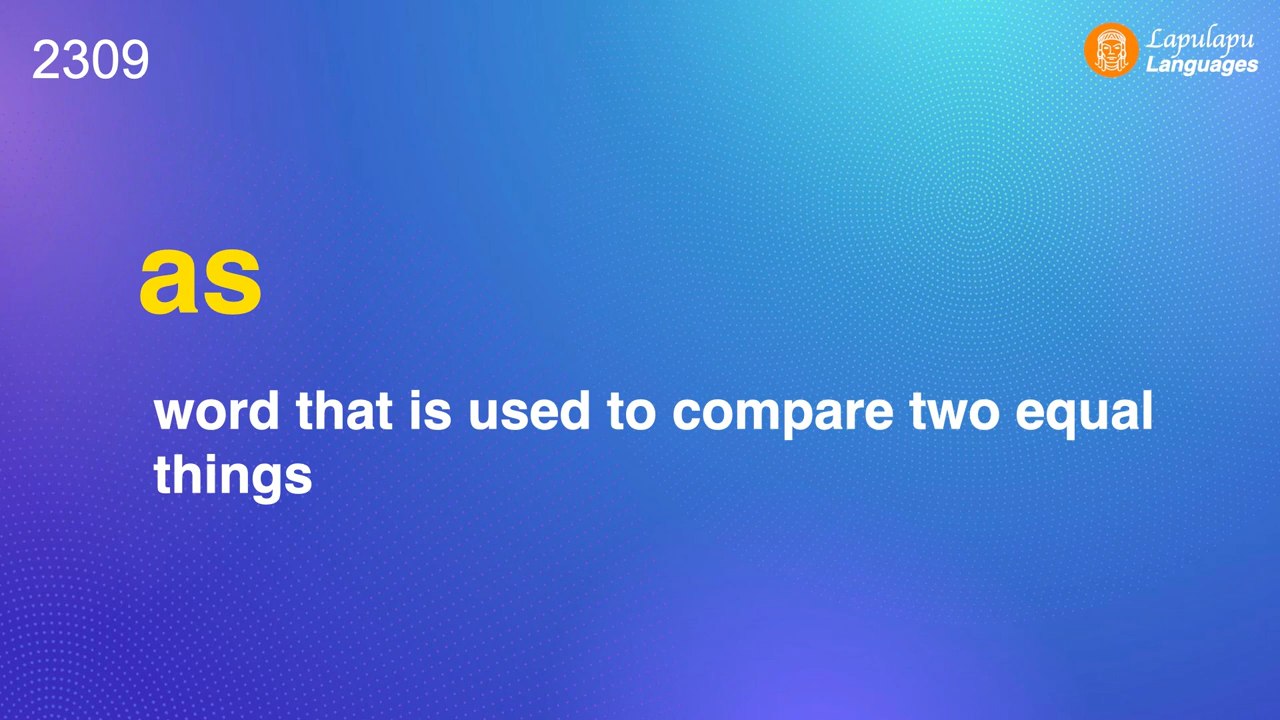 2309
Lapulapu
Languages
as
word that is used to compare two equal
things